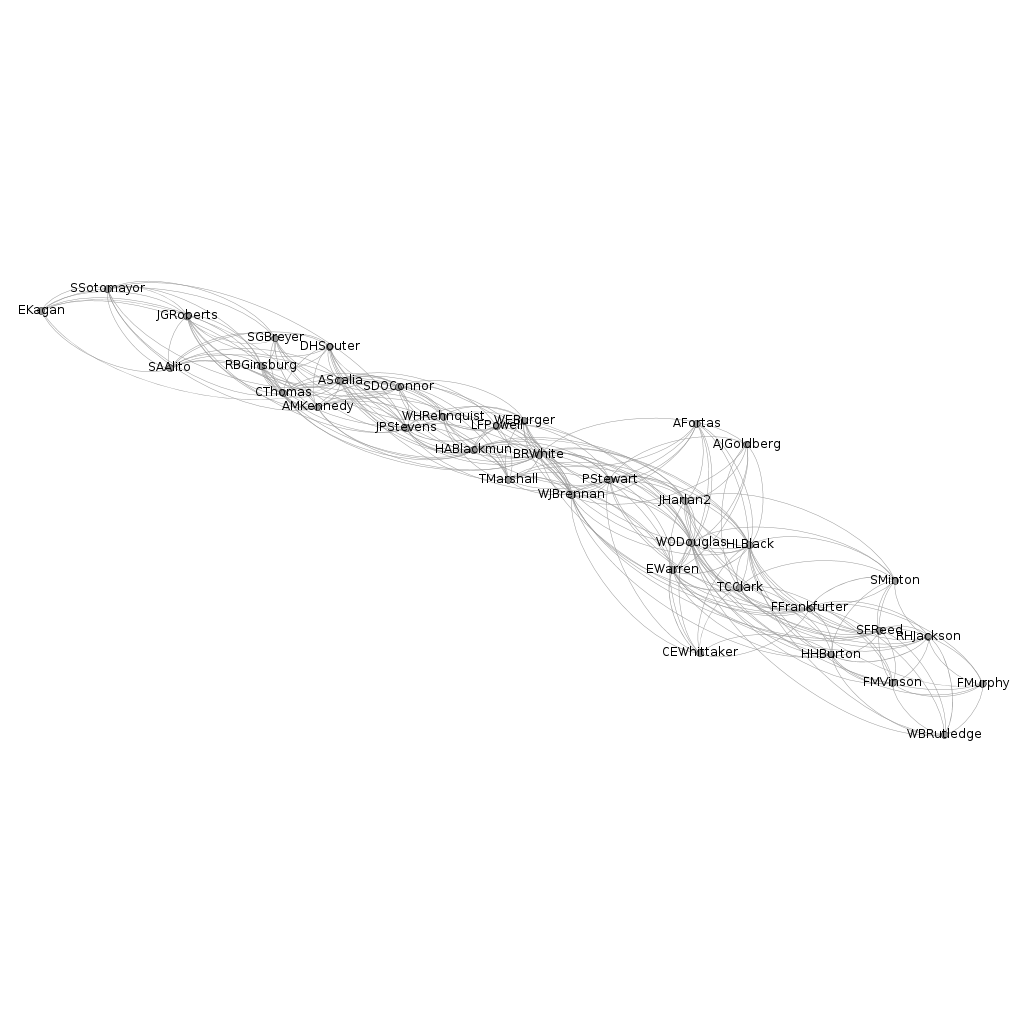 SSotomayor
EKagan
JGRoberts
SGBreyer
DHSouter
SAAlito
RBGinsburg
AScalia
SDOConnor
CThomas
AMKennedy
WHRehnquist
WEBurger
LFPowell
JPStevens
AFortas
AJGoldberg
HABlackmun
BRWhite
TMarshall
PStewart
WJBrennan
JHarlan2
WODouglas
HLBlack
EWarren
TCClark
SMinton
FFrankfurter
SFReed
RHJackson
CEWhittaker
HHBurton
FMVinson
FMurphy
WBRutledge